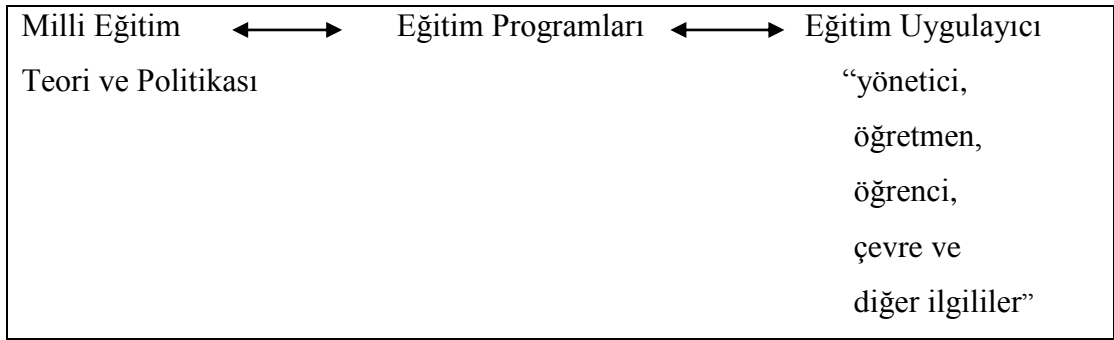 Milli Eğitim Eğitim Programları Eğitim Uygulayıcı
Teori ve Politikası “yönetici,
öğretmen,
öğrenci,
çevre ve
diğer ilgililer”